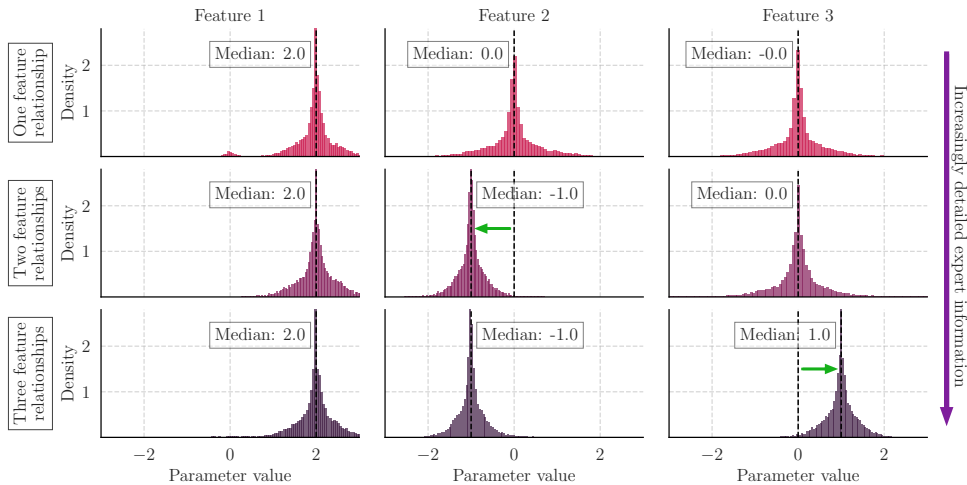 Feature 1
Feature 2
Feature 3
One feature
relationship
Density
2
1
Median: 2.0
Median: 0.0
Median: -0.0
Two feature
relationships
Density
2
1
Median: 2.0
Median: -1.0
Median: 0.0
Three feature
relationships
Density
2
1
Median: 2.0
Median: -1.0
Median: 1.0
−2 0 2
−2 0 2
−2 0 2
Parameter value
Parameter value
Parameter value
Increasingly detailed expert information